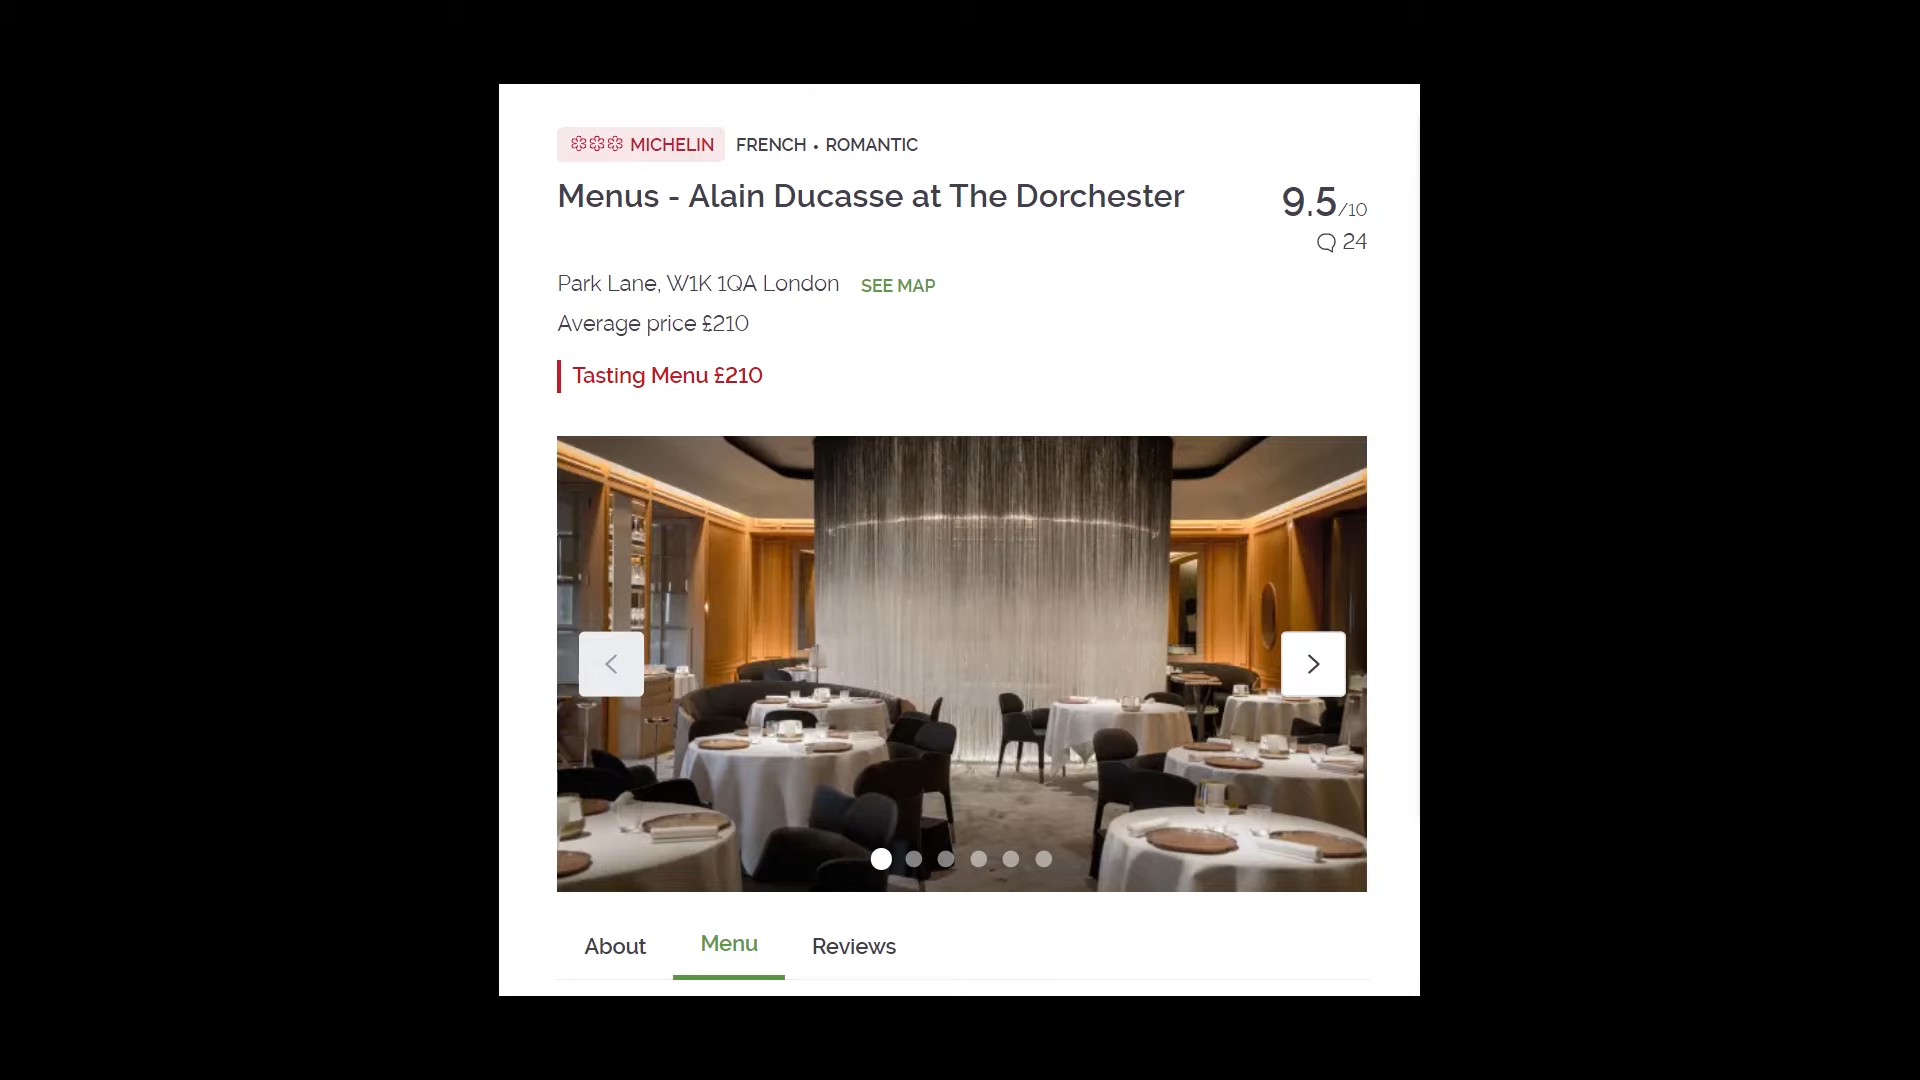 MICHELIN FRENCH • ROMANTIC
Menus - Alain Ducasse at The Dorchester
9.5/10
24
Park Lane, W1K 1QA London SEE MAP
Average price £210
Tasting Menu £210
About Menu Reviews